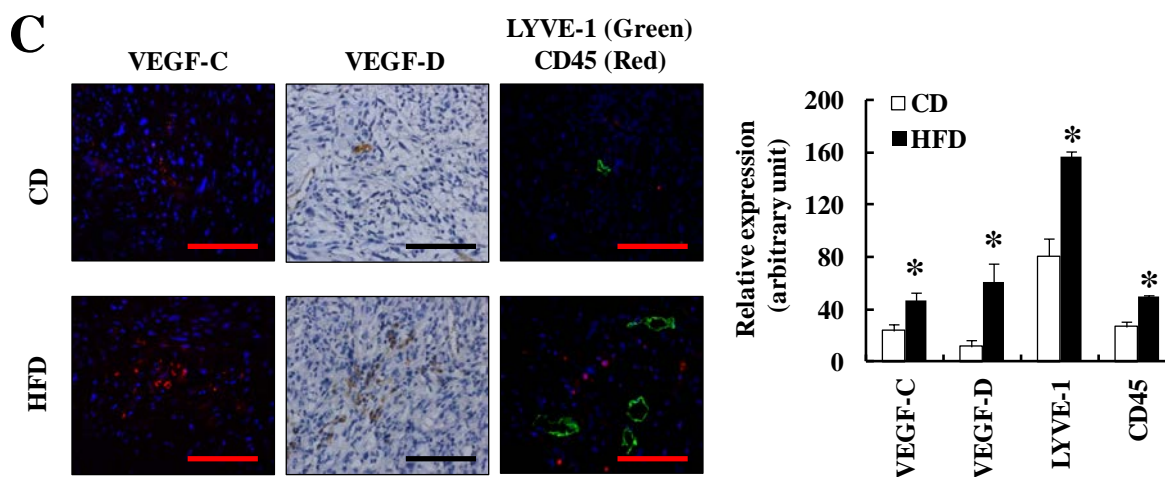 C
VEGF-C
VEGF-D
LYVE-1 (Green)
CD45 (Red)
CD
HFD
Relative expression
(arbitrary unit)
200
160
120
80
40
0
CD
HFD
*
*
*
*
VEGF-C
VEGF-D
LYVE-1
CD45